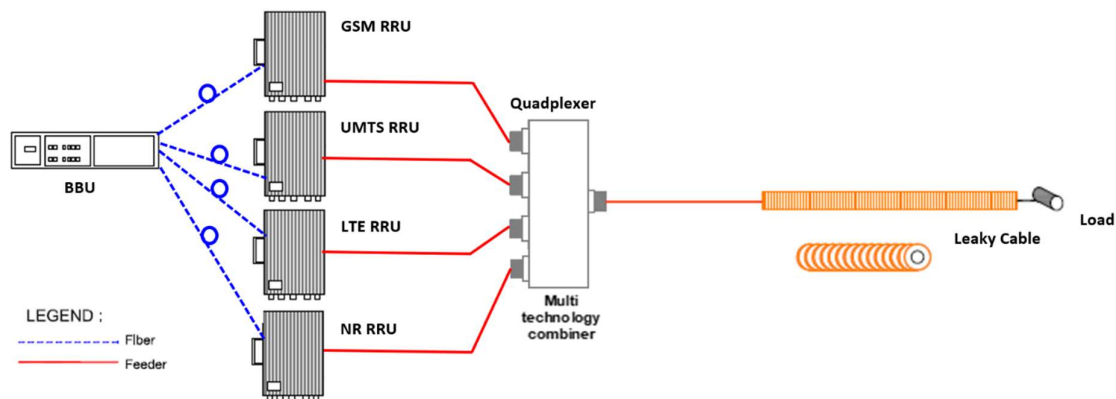 GSM RRU
Quadplexer
UMTS RRU
BBU
LTE RRU
Load
Leaky Cable
Multi
technology
combiner
NR RRU
LEGEND :
Fiber
Feeder